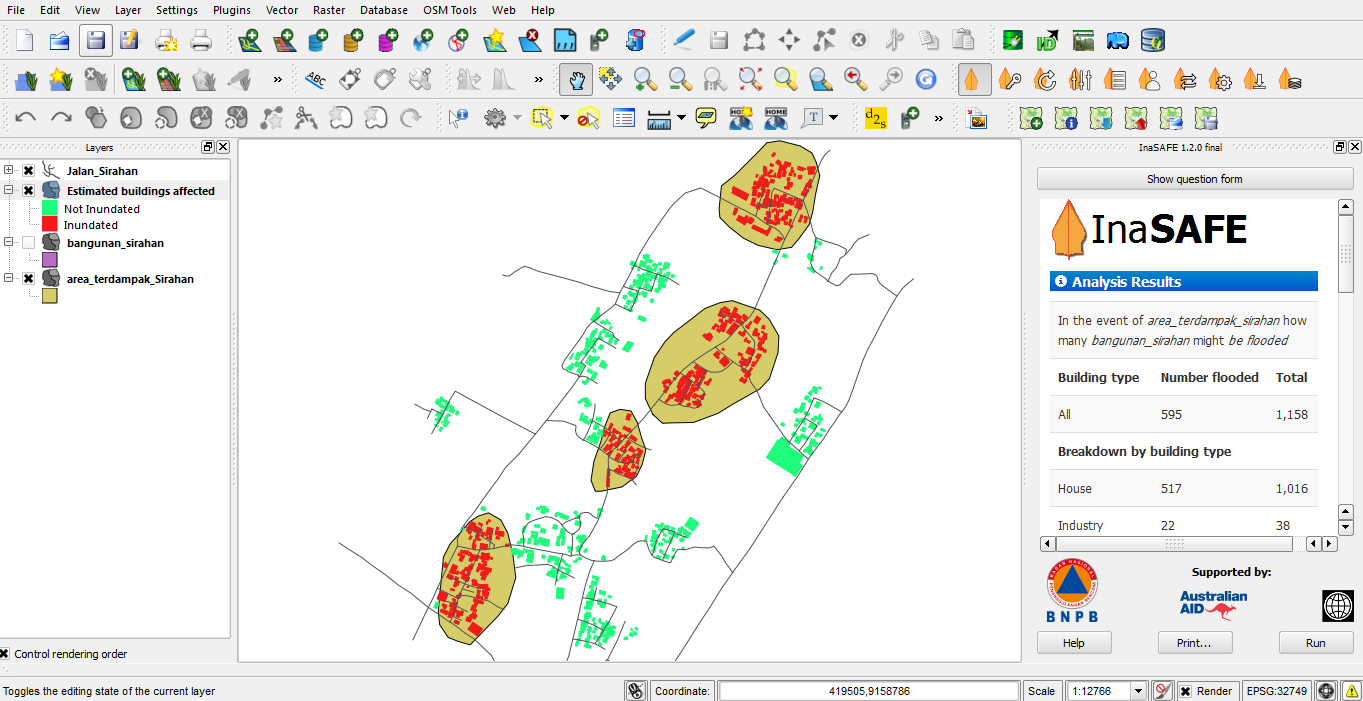 File Edit View Layer Settings Plugins Vector Raster Database OSM Tools Web Help
ABC
HOME HOME T d2s
Layers
Jalan_Sirahan
Estimated buildings affected
Not Inundated
Inundated
bangunan_sirahan
area_terdampak_Sirahan
Control rendering order
InaSAFE 1.2.0 final
Show question form
InaSAFE
Analysis Results
In the event of area_terdampak_sirahan how
many bangunan_sirahan might be flooded
Building type Number flooded Total
All 595 1,158
Breakdown by building type
House 517 1,016
Industry 22 38
BNPB
Supported by:
Australian
AID
Help Print... Run
Toggles the editing state of the current layer
Coordinate: 419505,9158786 Scale 1:12766 Render EPSG:32749